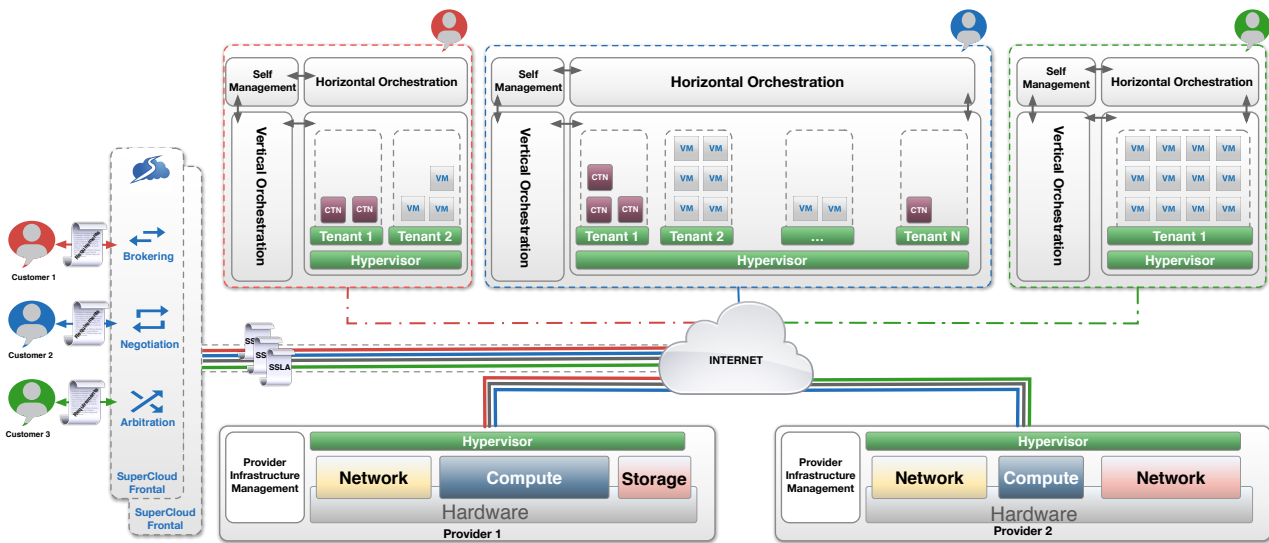 Self
Management
Horizontal Orchestration
Vertical Orchestration
CTN
CTN
VM
VM
VM
Tenant 1
Tenant 2
Hypervisor
Self
Management
Horizontal Orchestration
Vertical Orchestration
CTN
CTN
CTN
VM
VM
VM
VM
VM
VM
VM
VM
CTN
Tenant 1
Tenant 2
...
Tenant N
Hypervisor
Self
Management
Horizontal Orchestration
Vertical Orchestration
VM
VM
VM
VM
VM
VM
VM
VM
VM
VM
VM
VM
Tenant 1
Hypervisor
Requirements
Customer 1
Brokering
Requirements
Customer 2
Negotiation
Requirements
Customer 3
Arbitration
SuperCloud
Frontal
SuperCloud
Frontal
SS
SS
SSLA
INTERNET
Provider
Infrastructure
Management
Hypervisor
Network
Compute
Storage
Hardware
Provider 1
Provider
Infrastructure
Management
Hypervisor
Network
Compute
Network
Hardware
Provider 2